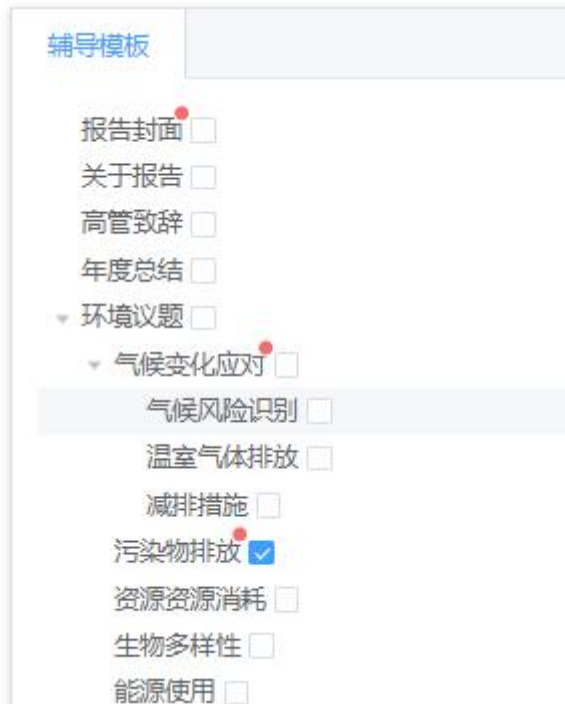 辅导模板
报告封面
关于报告
高管致辞
年度总结
环境议题
气候变化应对
气候风险识别
温室气体排放
减排措施
污染物排放
资源资源消耗
生物多样性
能源使用